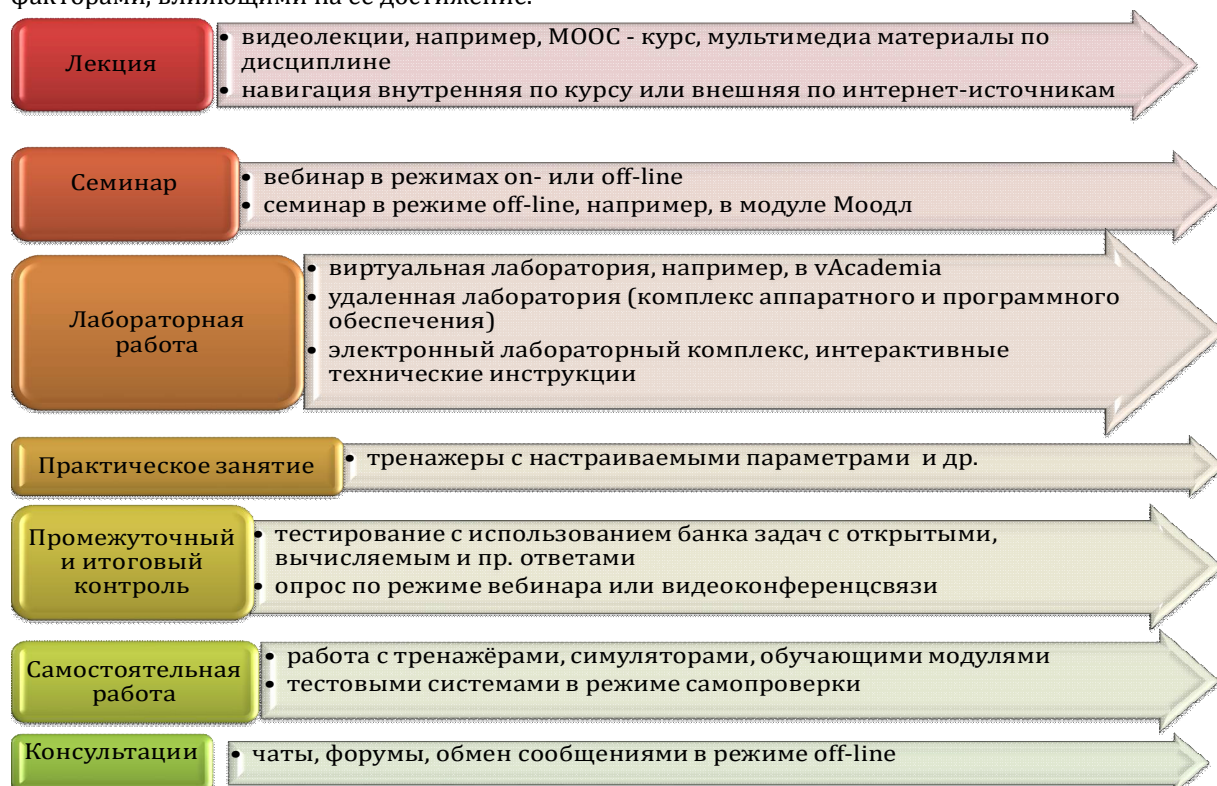 факторами, влияющими на ее достижение.
Лекция
• видеолекции, например, МООС - курс, мультимедиа материалы по
дисциплине
• навигация внутренняя по курсу или внешняя по интернет-источникам
Семинар
• вебинар в режимах on- или off-line
• семинар в режиме off-line, например, в модуле Моодл
Лабораторная
работа
• виртуальная лаборатория, например, в vAcademia
• удаленная лаборатория (комплекс аппаратного и программного
обеспечения)
• электронный лабораторный комплекс, интерактивные
технические инструкции
Практическое занятие
• тренажеры с настраиваемыми параметрами и др.
Промежуточный
и итоговый
контроль
• тестирование с использованием банка задач с открытыми,
вычисляемым и пр. ответами
• опрос по режиме вебинара или видеоконференцсвязи
Самостоятельная
работа
• работа с тренажёрами, симуляторами, обучающими модулями
• тестовыми системами в режиме самопроверки
Консультации
• чаты, форумы, обмен сообщениями в режиме off-line